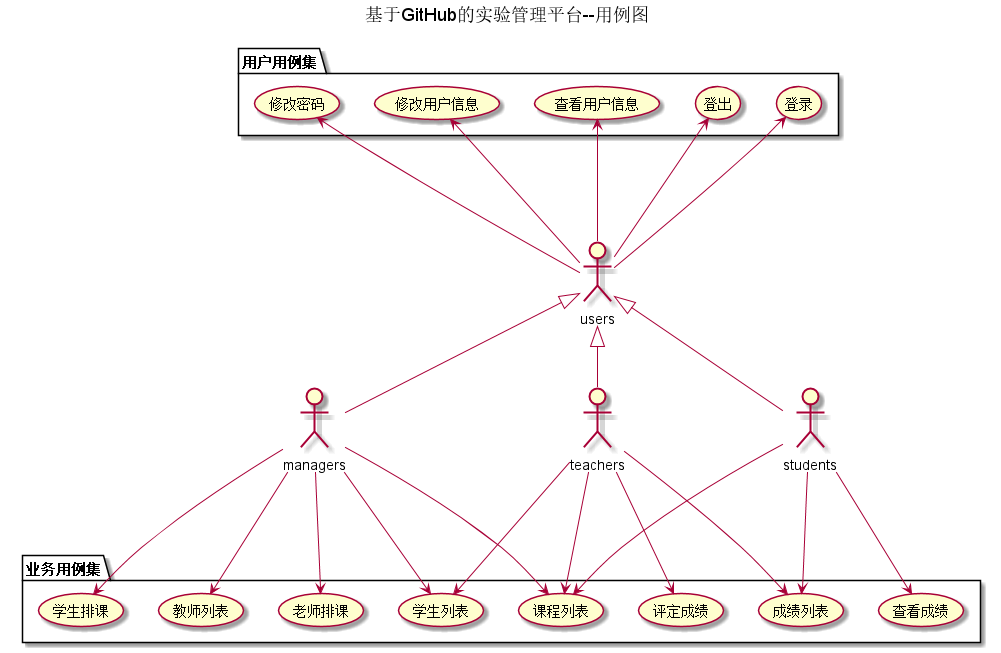 基于GitHub的实验管理平台--用例图
用户用例集
修改密码
修改用户信息
查看用户信息
登出
登录
users
managers
teachers
students
业务用例集
学生排课
教师列表
老师排课
学生列表
课程列表
评定成绩
成绩列表
查看成绩